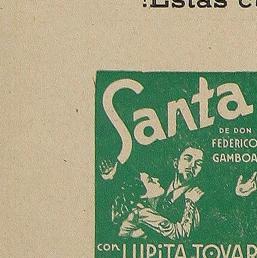 Santa
DE DON
FEDERICO
GAMBOA
con LUPITA TOVAR